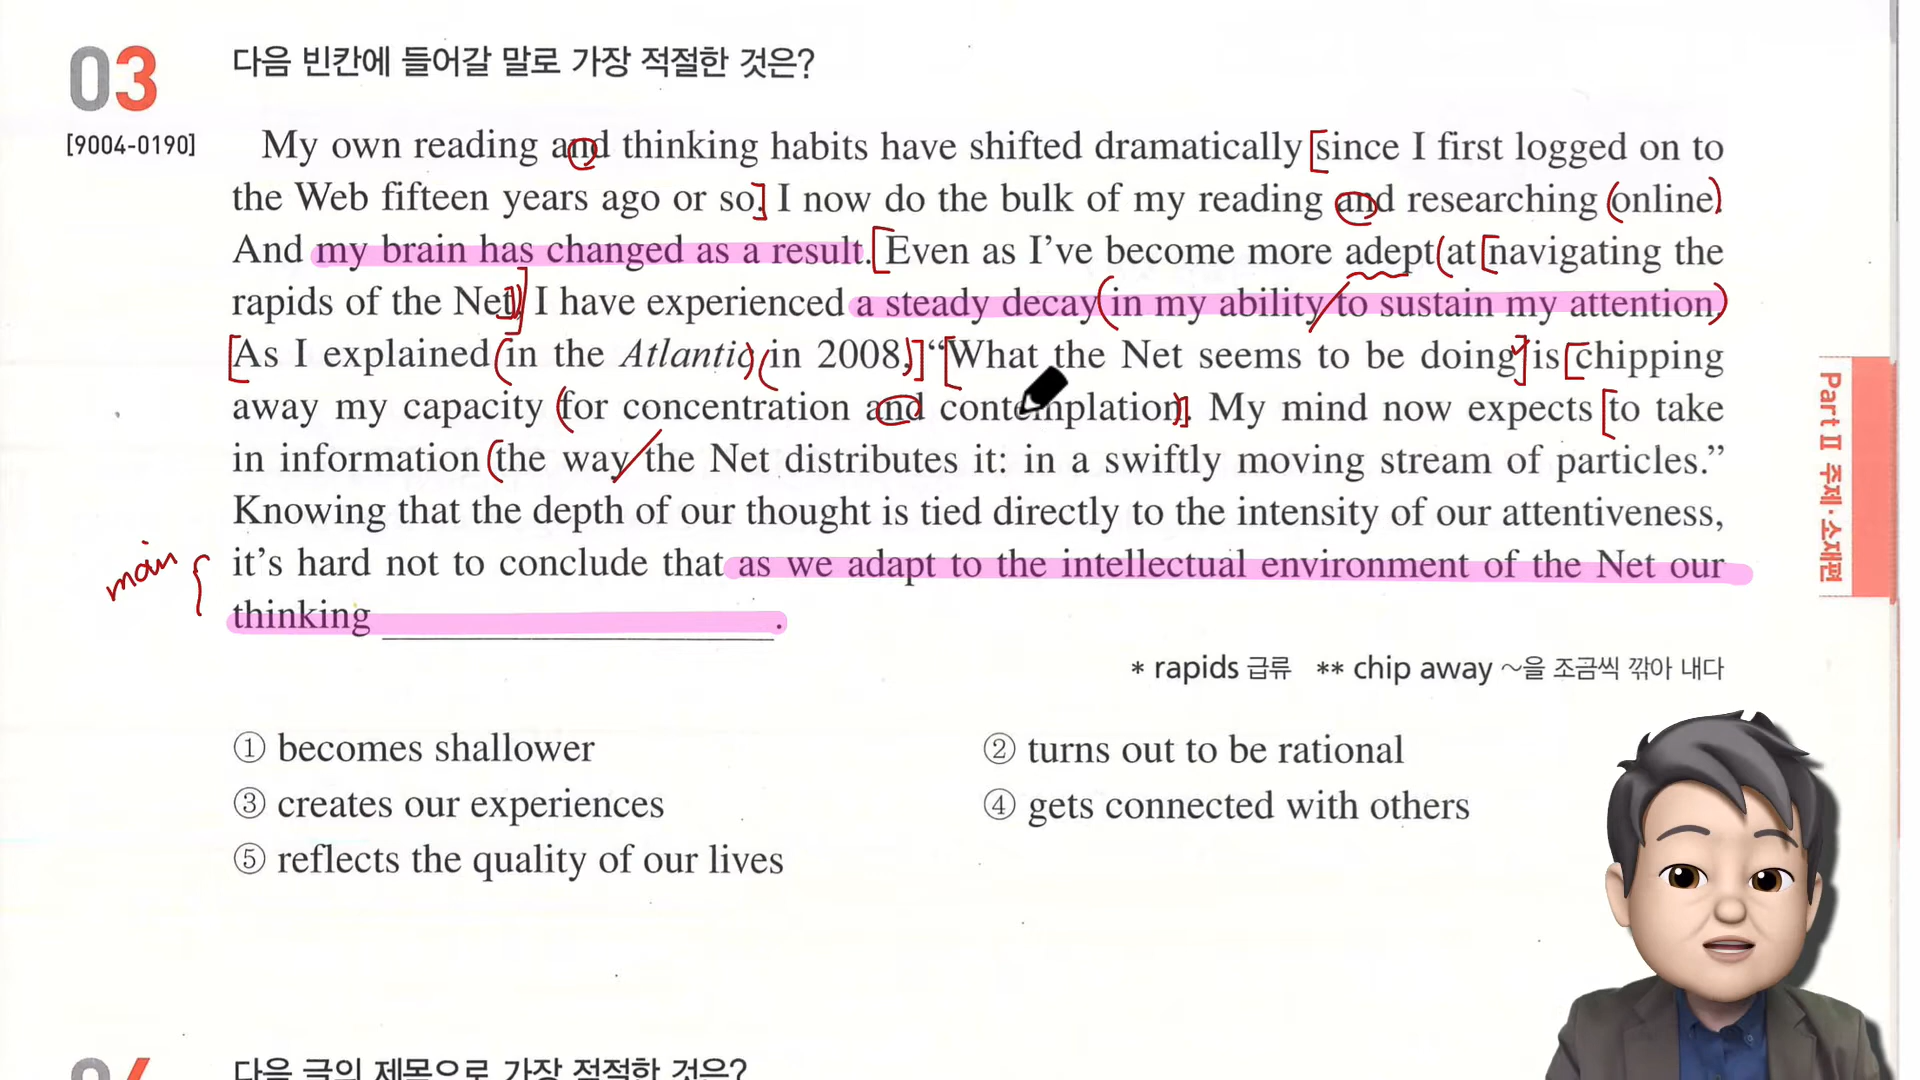 03
다음 빈칸에 들어갈 말로 가장 적절한 것은?
[9004-0190]
My own reading and thinking habits have shifted dramatically since I first logged on to
the Web fifteen years ago or so. I now do the bulk of my reading and researching online.
And my brain has changed as a result. Even as I've become more adept at navigating the
rapids of the Net, I have experienced a steady decay in my ability to sustain my attention.
As I explained in the Atlantic in 2008, “What the Net seems to be doing is chipping
away my capacity for concentration and contemplation. My mind now expects to take
in information the way the Net distributes it: in a swiftly moving stream of particles.”
Knowing that the depth of our thought is tied directly to the intensity of our attentiveness,
it's hard not to conclude that as we adapt to the intellectual environment of the Net our
thinking ____________________.
main
* rapids 급류 ** chip away ～을 조금씩 깎아 내다
① becomes shallower
② turns out to be rational
③ creates our experiences
④ gets connected with others
⑤ reflects the quality of our lives
Part II 주제·소재편
다음 글의 제목으로 가장 적절한 것은?